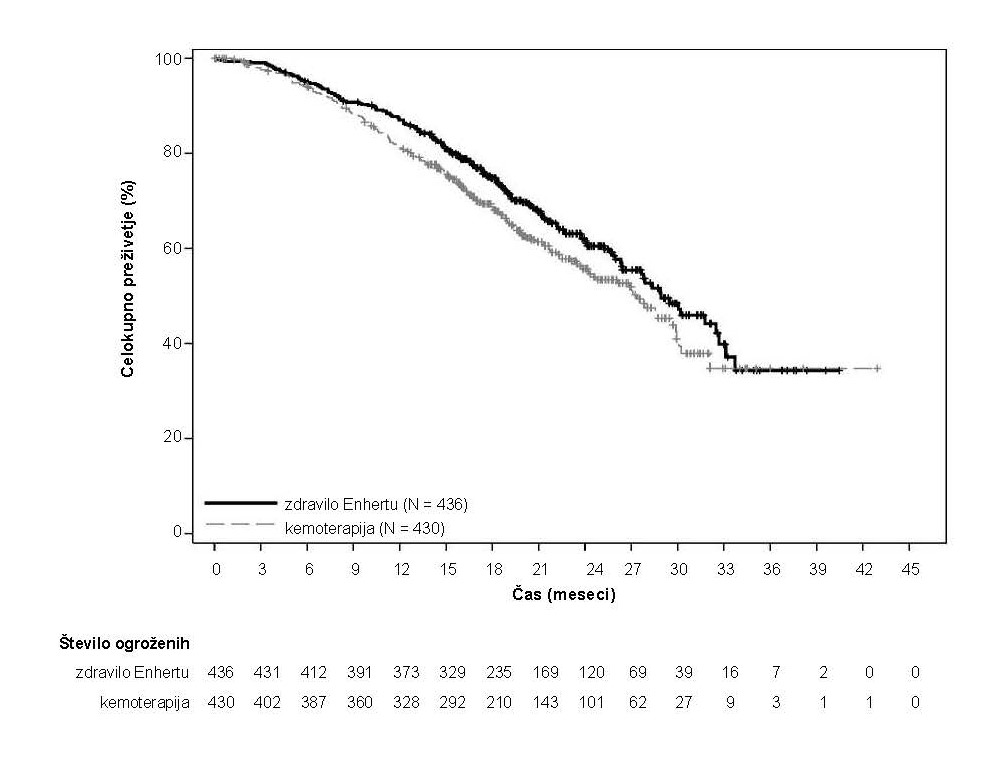 Celokupno preživetje (%)
100
80
60
40
20
0
zdravilo Enhertu (N = 436)
kemoterapija (N = 430)
0 3 6 9 12 15 18 21 24 27 30 33 36 39 42 45
Čas (meseci)
Število ogroženih
zdravilo Enhertu 436 431 412 391 373 329 235 169 120 69 39 16 7 2 0 0
kemoterapija 430 402 387 360 328 292 210 143 101 62 27 9 3 1 1 0